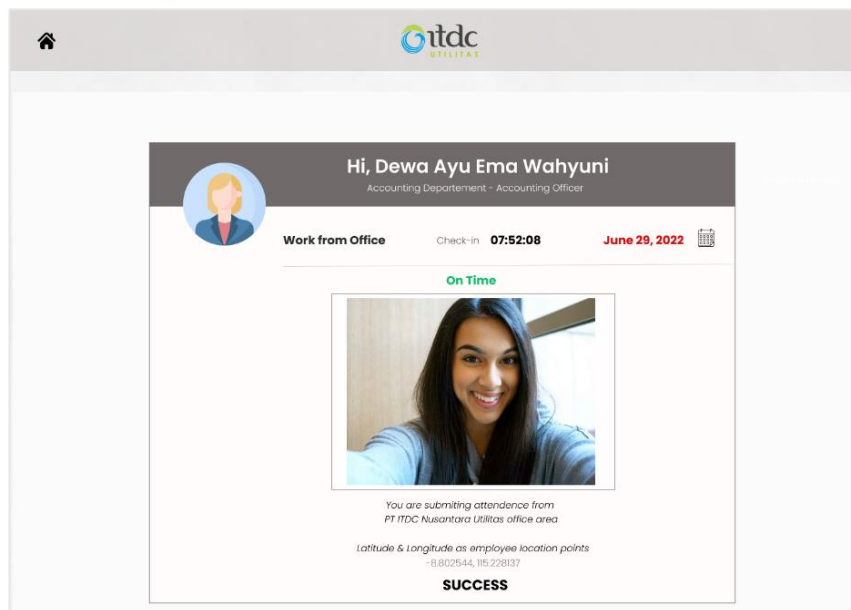 itdc
UTILITAS
Hi, Dewa Ayu Ema Wahyuni
Accounting Departement - Accounting Officer
Work from Office Check-in 07:52:08 June 29, 2022
On Time
You are submiting attendence from
PT ITDC Nusantara Utilitas office area
Latitude & Longitude as employee location points
-8.802544, 115.228137
SUCCESS